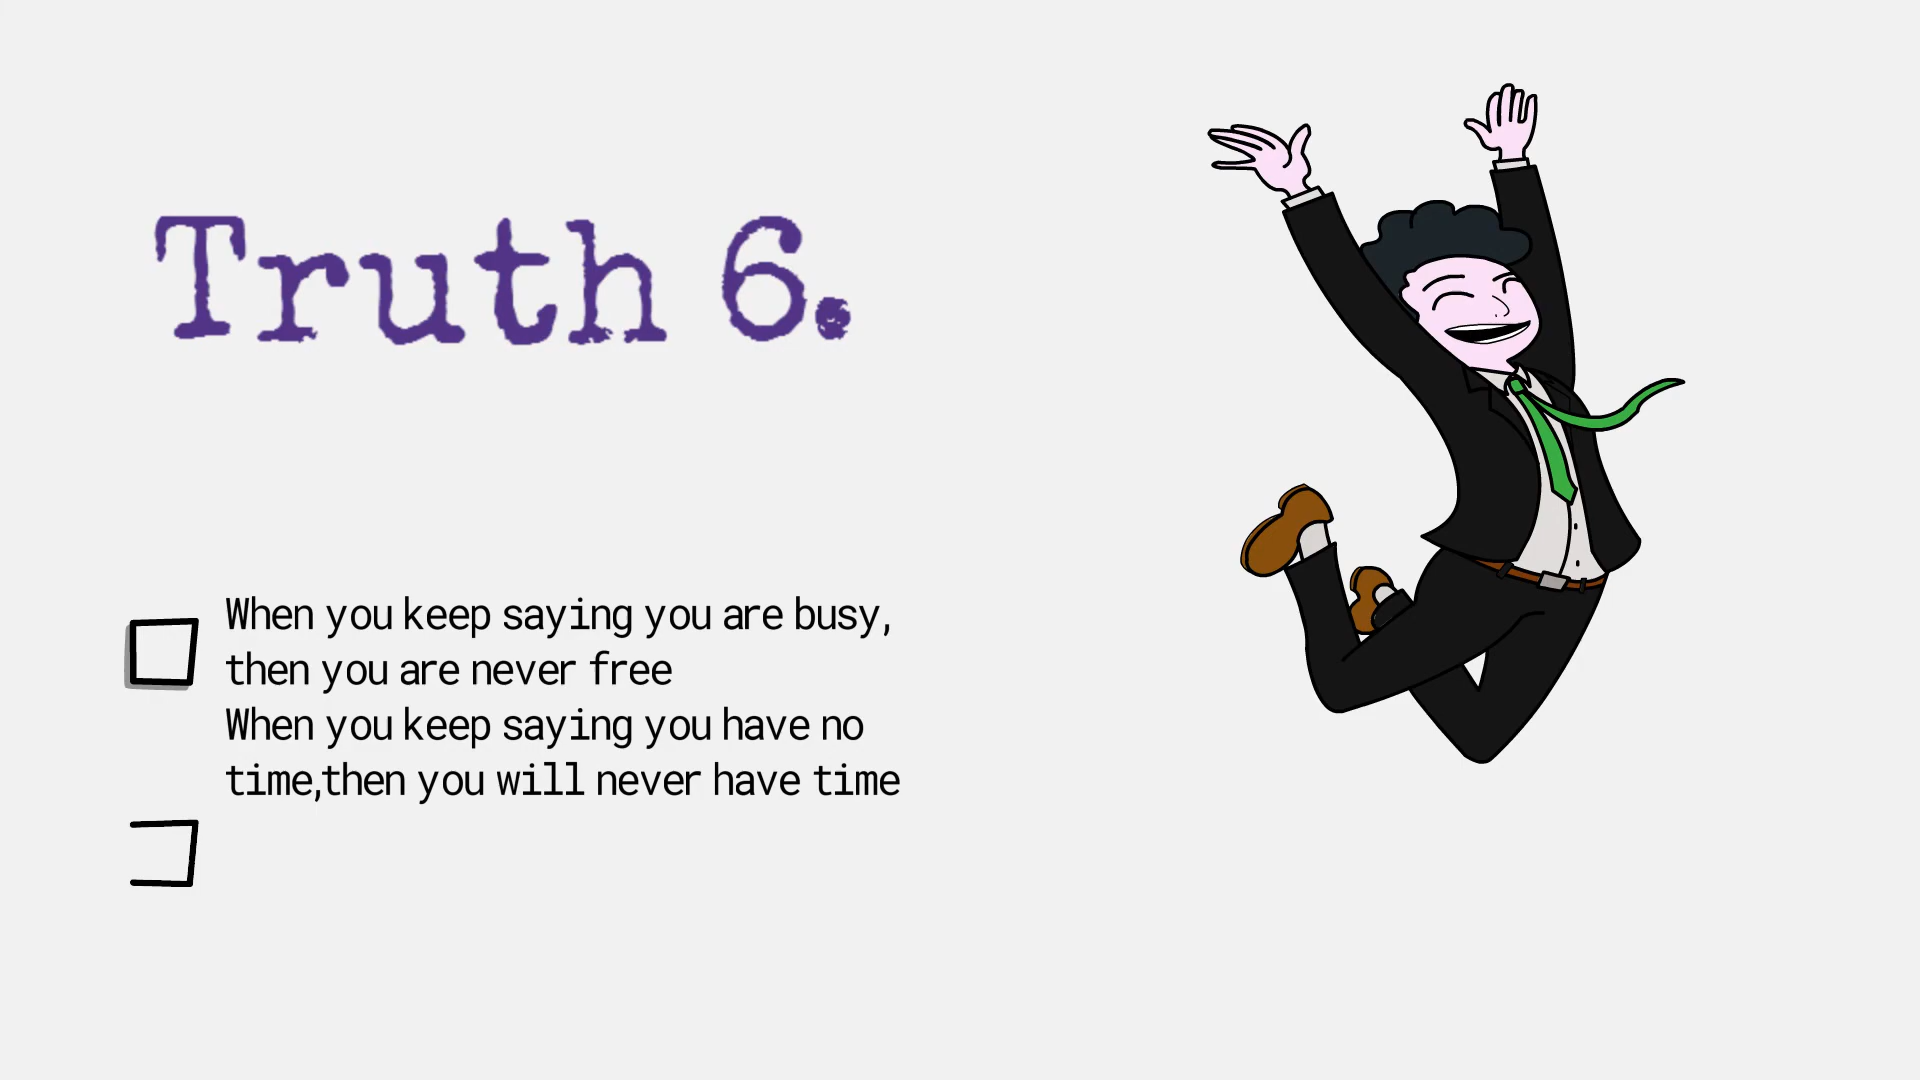 Truth 6.
When you keep saying you are busy,
then you are never free
When you keep saying you have no
time,then you will never have time